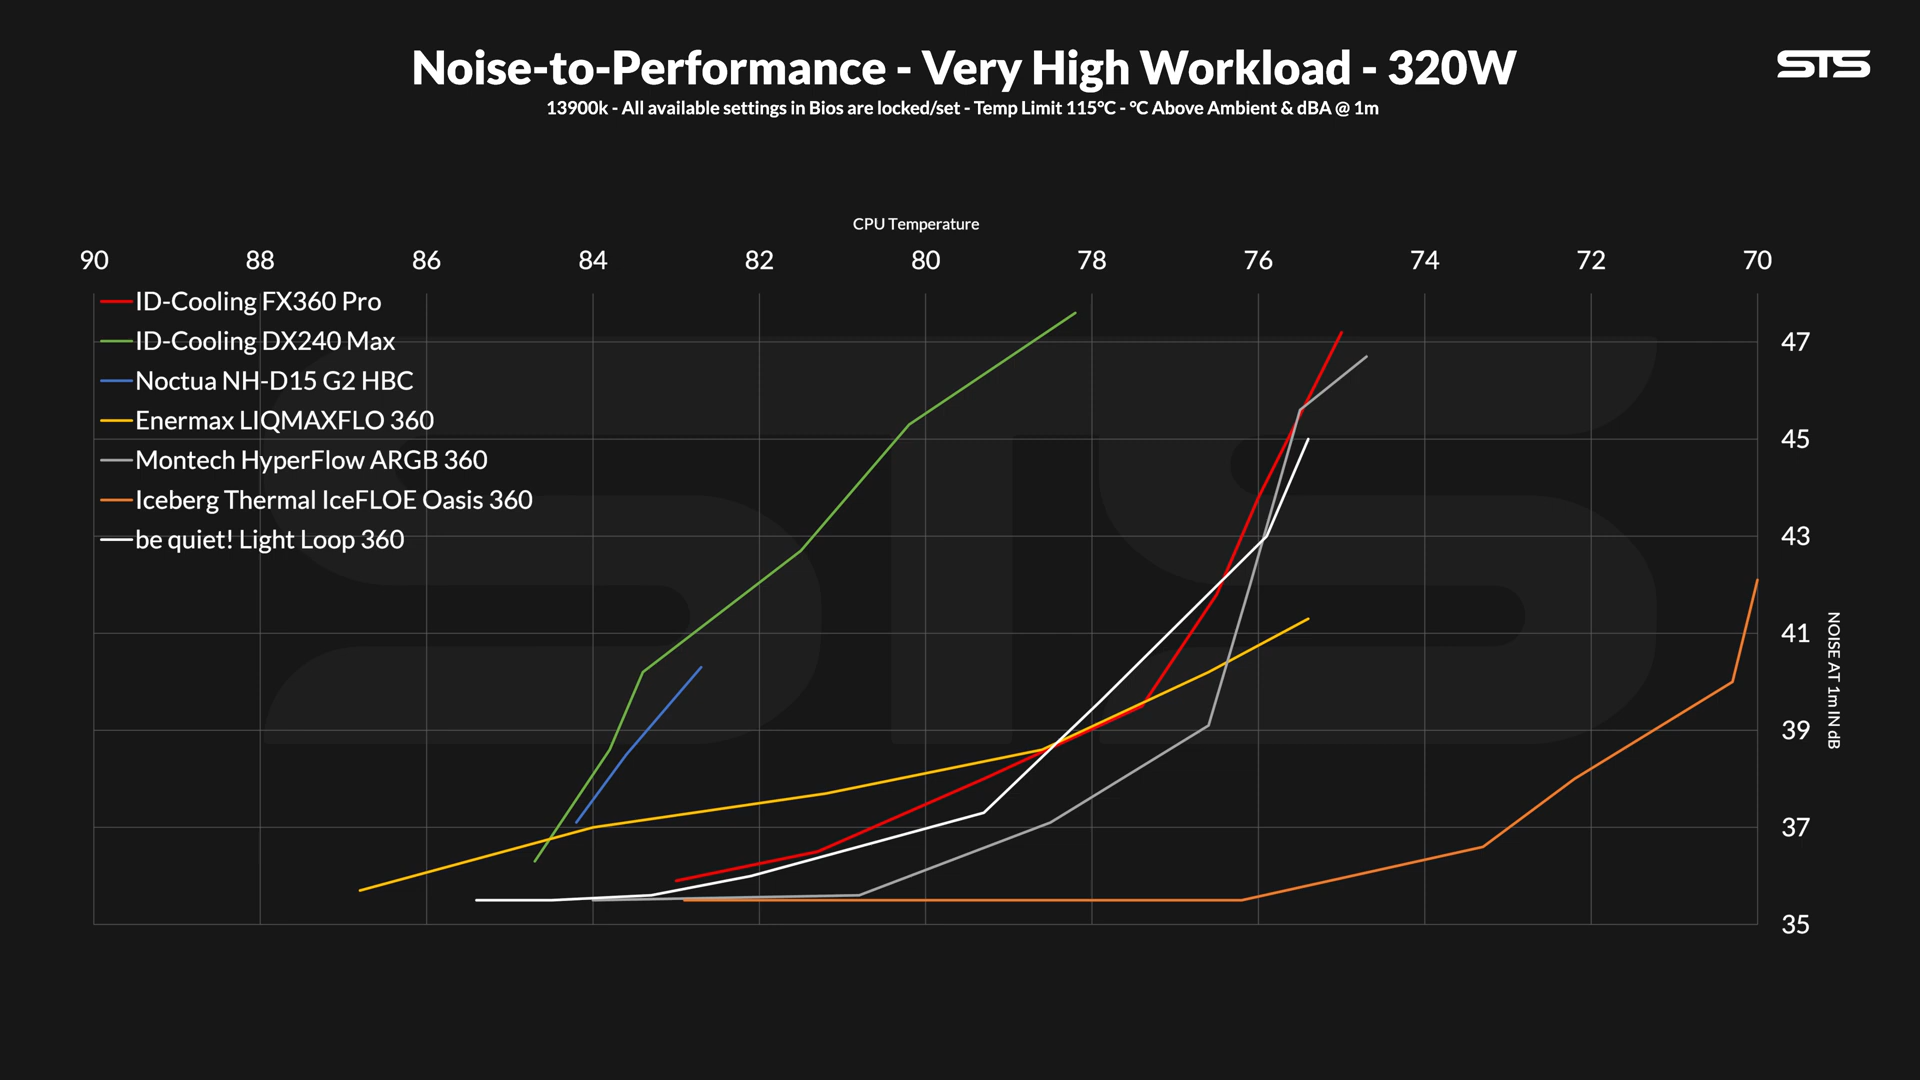 Noise-to-Performance - Very High Workload - 320W
STS
13900k - All available settings in Bios are locked/set - Temp Limit 115°C - °C Above Ambient & dBA @ 1m
CPU Temperature
90 88 86 84 82 80 78 76 74 72 70
ID-Cooling FX360 Pro
ID-Cooling DX240 Max
Noctua NH-D15 G2 HBC
Enermax LIQMAXFLO 360
Montech HyperFlow ARGB 360
Iceberg Thermal IceFLOE Oasis 360
be quiet! Light Loop 360
47
45
43
41
39
37
35
NOISE AT 1m IN dB